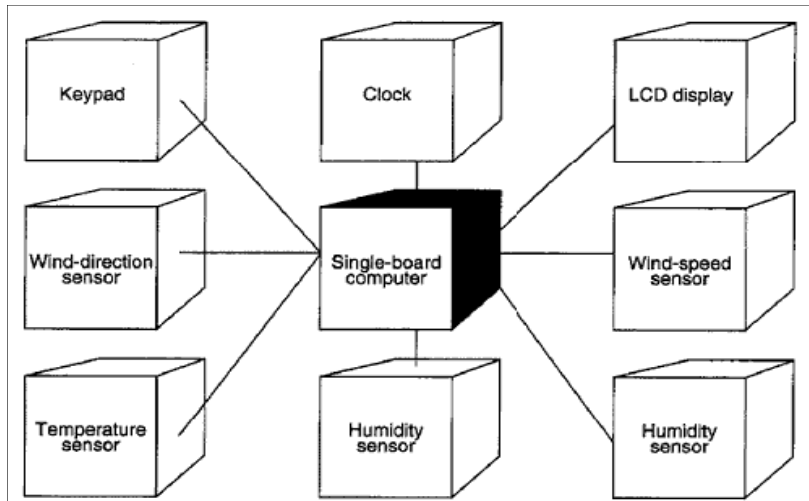 Keypad
Clock
LCD display
Wind-direction
sensor
Single-board
computer
Wind-speed
sensor
Temperature
sensor
Humidity
sensor
Humidity
sensor